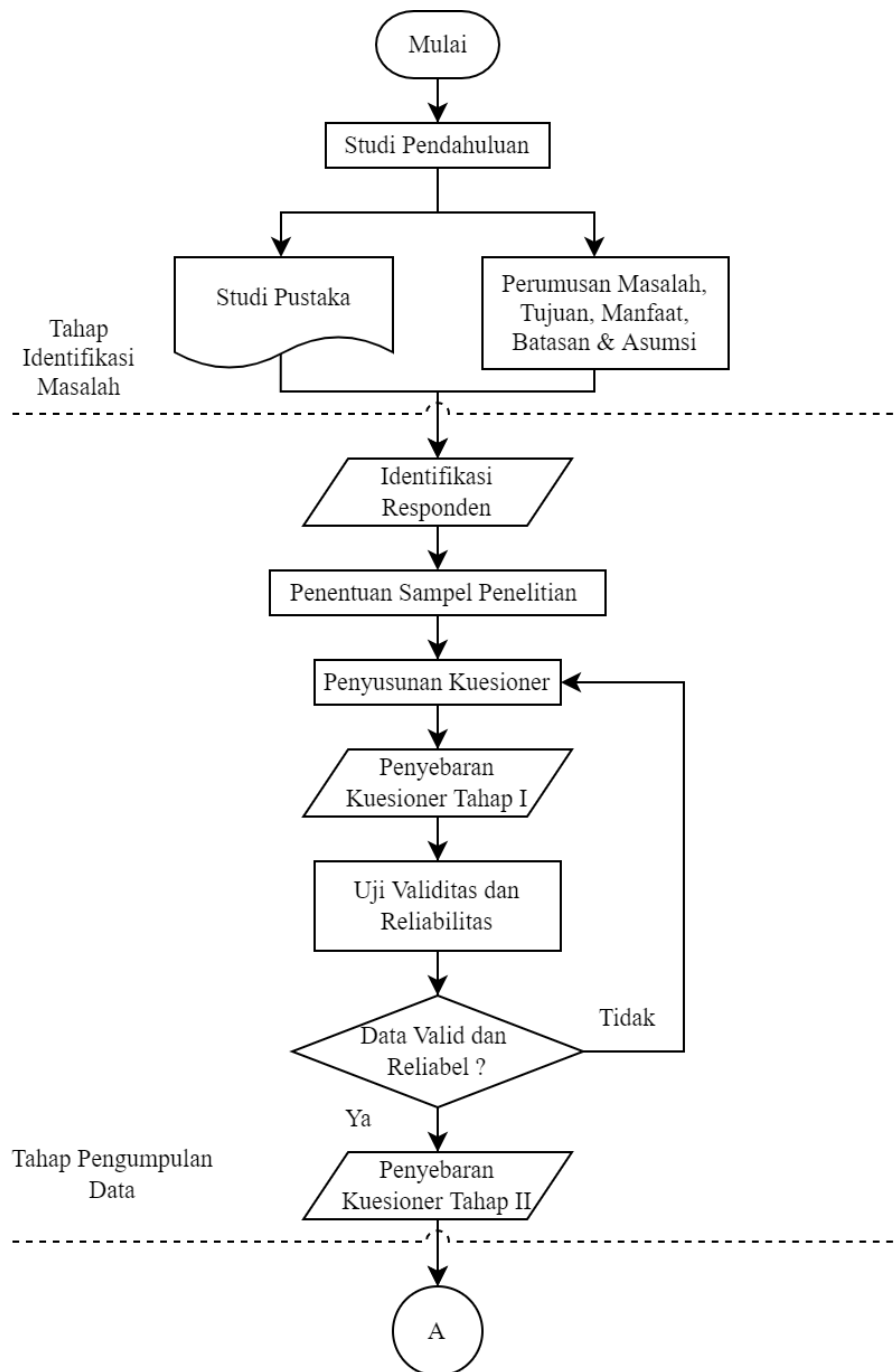 Mulai
Studi Pendahuluan
Studi Pustaka
Perumusan Masalah,
Tujuan, Manfaat,
Batasan & Asumsi
Tahap
Identifikasi
Masalah
Identifikasi
Responden
Penentuan Sampel Penelitian
Penyusunan Kuesioner
Penyebaran
Kuesioner Tahap I
Uji Validitas dan
Reliabilitas
Data Valid dan
Reliabel ?
Tidak
Ya
Tahap Pengumpulan
Data
Penyebaran
Kuesioner Tahap II
A